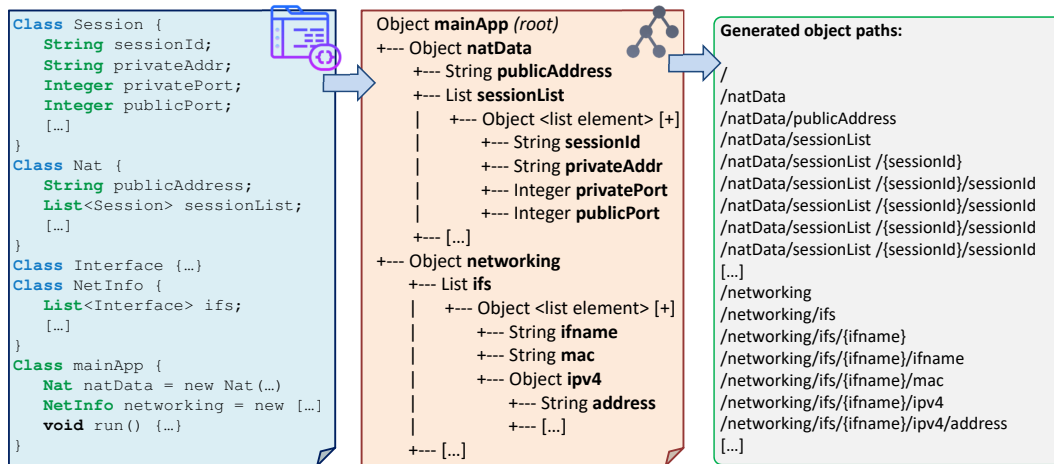 Class Session {
String sessionId;
String privateAddr;
Integer privatePort;
Integer publicPort;
[…]
}
Class Nat {
String publicAddress;
List<Session> sessionList;
[…]
}
Class Interface {…}
Class NetInfo {
List<Interface> ifs;
[…]
}
Class mainApp {
Nat natData = new Nat(…)
NetInfo networking = new […]
void run() {…}
}
Object mainApp (root)
+--- Object natData
+--- String publicAddress
+--- List sessionList
| +--- Object <list element> [+]
| +--- String sessionId
| +--- String privateAddr
| +--- Integer privatePort
| +--- Integer publicPort
+--- […]
+--- Object networking
+--- List ifs
| +--- Object <list element> [+]
| +--- String ifname
| +--- String mac
| +--- Object ipv4
| +--- String address
| +--- […]
+--- […]
Generated object paths:
/
/natData
/natData/publicAddress
/natData/sessionList
/natData/sessionList /{sessionId}
/natData/sessionList /{sessionId}/sessionId
/natData/sessionList /{sessionId}/sessionId
/natData/sessionList /{sessionId}/sessionId
/natData/sessionList /{sessionId}/sessionId
[…]
/networking
/networking/ifs
/networking/ifs/{ifname}
/networking/ifs/{ifname}/ifname
/networking/ifs/{ifname}/mac
/networking/ifs/{ifname}/ipv4
/networking/ifs/{ifname}/ipv4/address
[…]